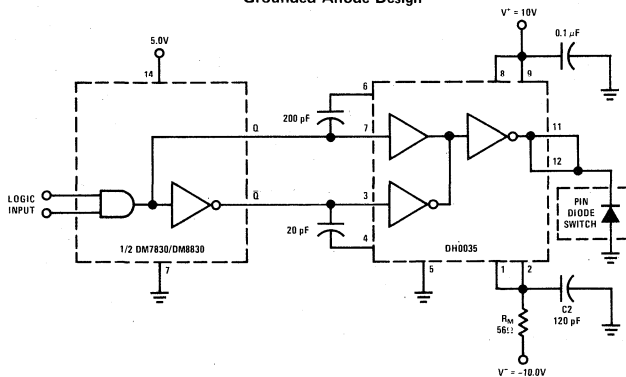 Grounded Anode Design
V⁺ = 10V
0.1 μF
5.0V
14
8
9
6
200 pF
Q
7
11
12
LOGIC
INPUT
Q̅
3
PIN
DIODE
SWITCH
20 pF
4
1/2 DM7830/DM8830
DH0035
7
5
1
2
C2
120 pF
RM
56Ω
V⁻ = -10.0V